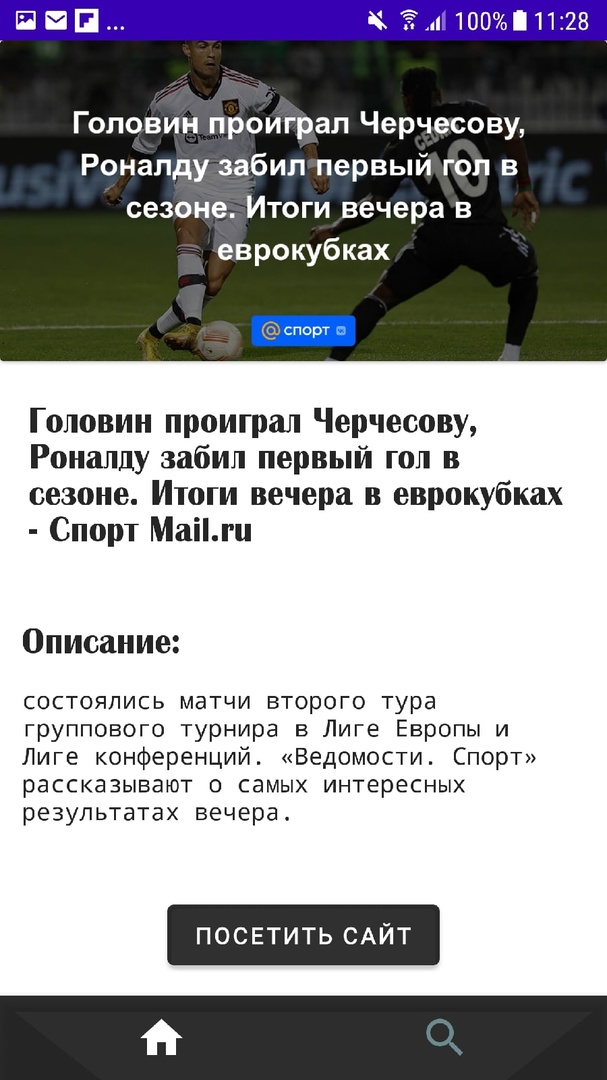 ... 100% 11:28
Головин проиграл Черчесову,
Роналду забил первый гол в
сезоне. Итоги вечера в
еврокубках
TeamV
10
спорт
Головин проиграл Черчесову,
Роналду забил первый гол в
сезоне. Итоги вечера в еврокубках
- Спорт Mail.ru
Описание:
состоялись матчи второго тура
группового турнира в Лиге Европы и
Лиге конференций. «Ведомости. Спорт»
рассказывают о самых интересных
результатах вечера.
ПОСЕТИТЬ САЙТ